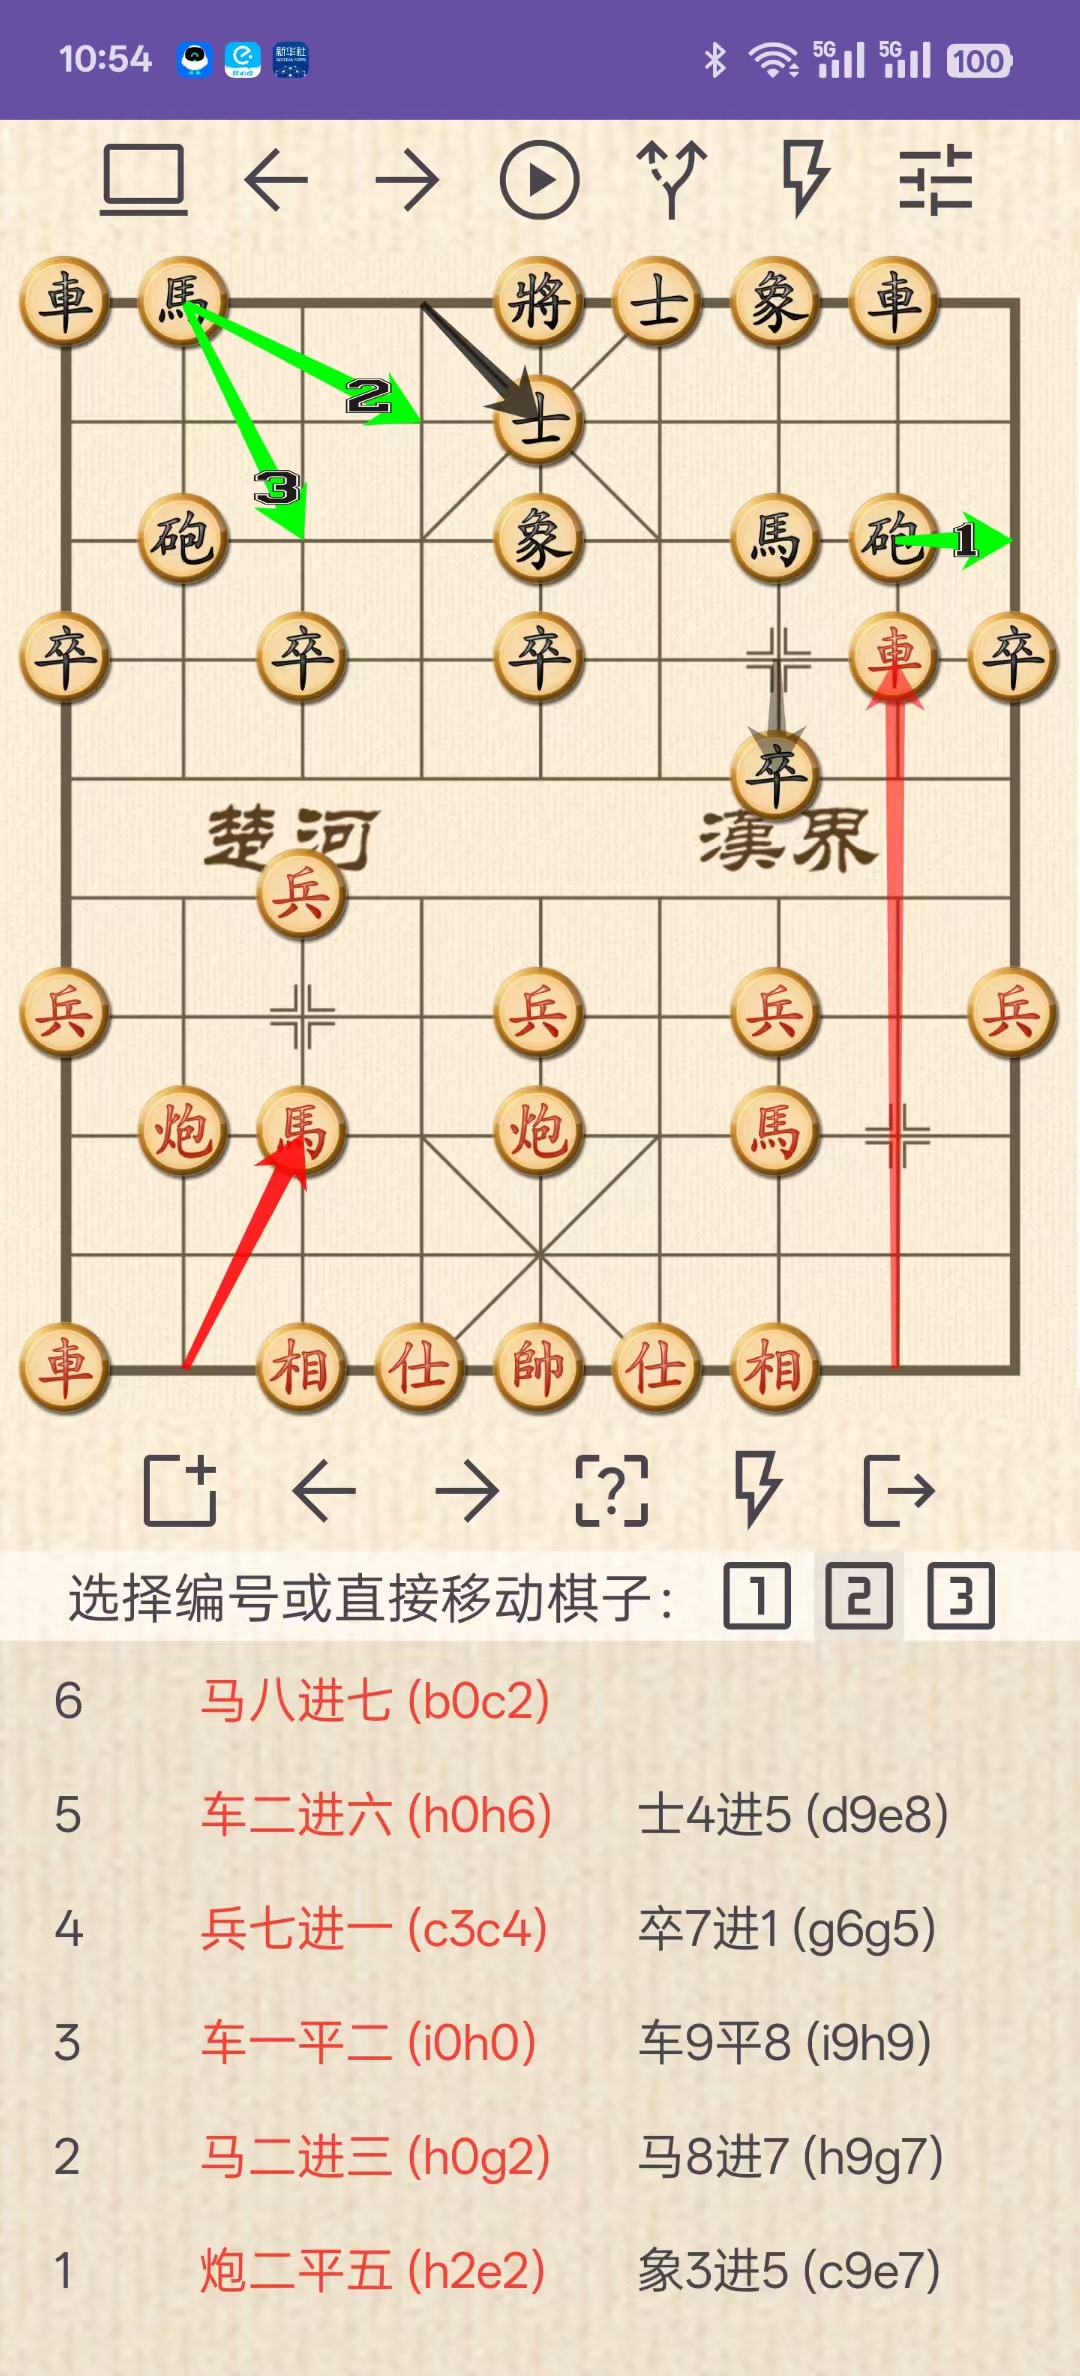 10:54 新华社 5G 5G 100
車 馬 將 士 象 車
2
士
3
砲 象 馬 砲 1
卒 卒 卒 車 卒
卒
楚河 漢界
兵
兵 兵 兵 兵
炮 馬 炮 馬
車 相 仕 帥 仕 相
?
选择编号或直接移动棋子： 1 2 3
6 马八进七 (b0c2)
5 车二进六 (h0h6) 士4进5 (d9e8)
4 兵七进一 (c3c4) 卒7进1 (g6g5)
3 车一平二 (i0h0) 车9平8 (i9h9)
2 马二进三 (h0g2) 马8进7 (h9g7)
1 炮二平五 (h2e2) 象3进5 (c9e7)